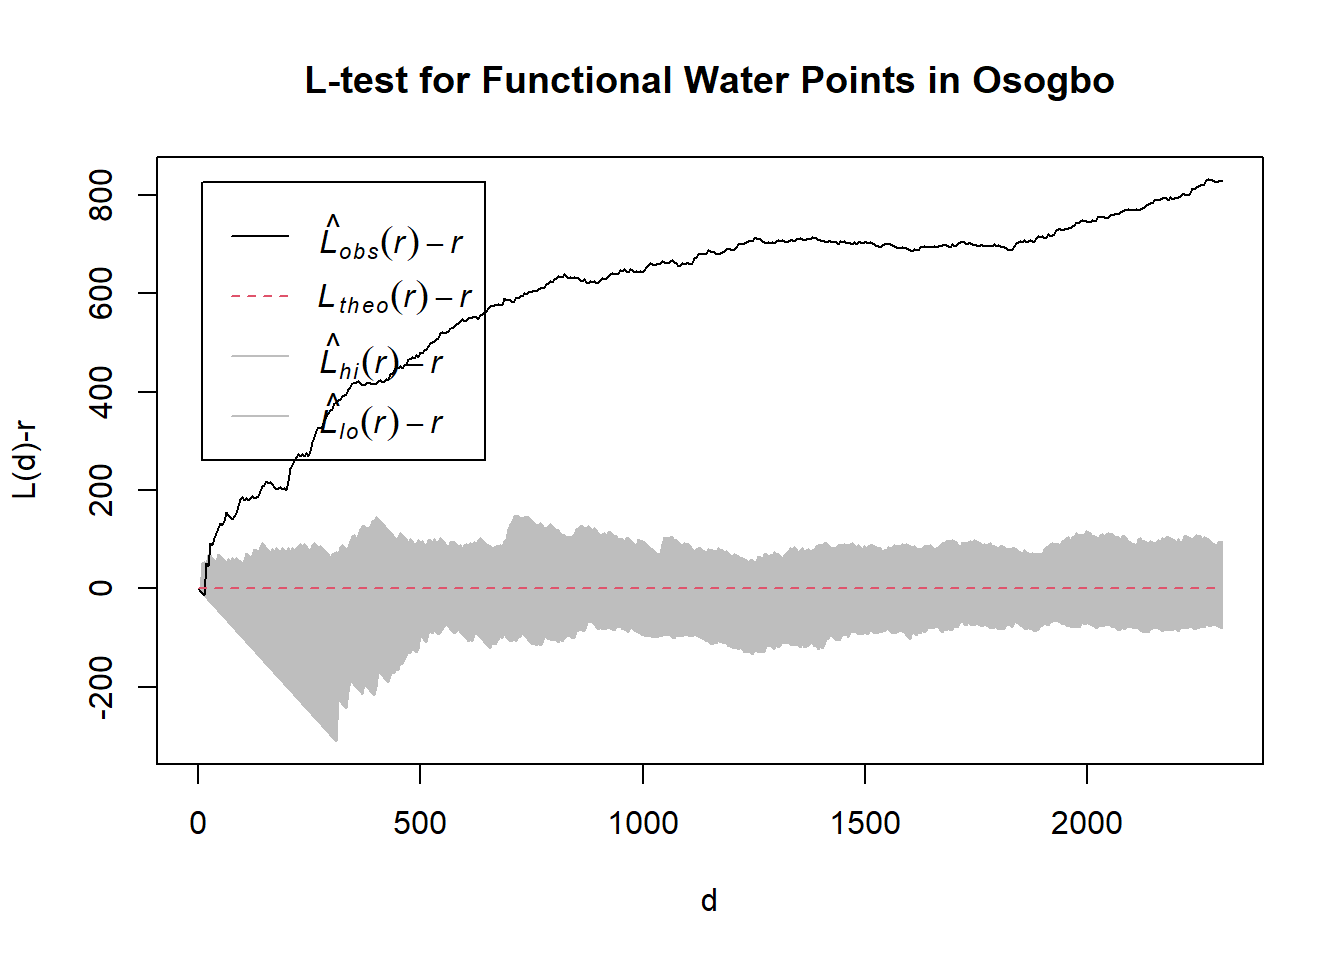 L-test for Functional Water Points in Osogbo
L(d)-r
800
600
400
200
0
-200
L̂obs(r) – r
Ltheo(r) – r
L̂hi(r) – r
L̂lo(r) – r
0 500 1000 1500 2000
d